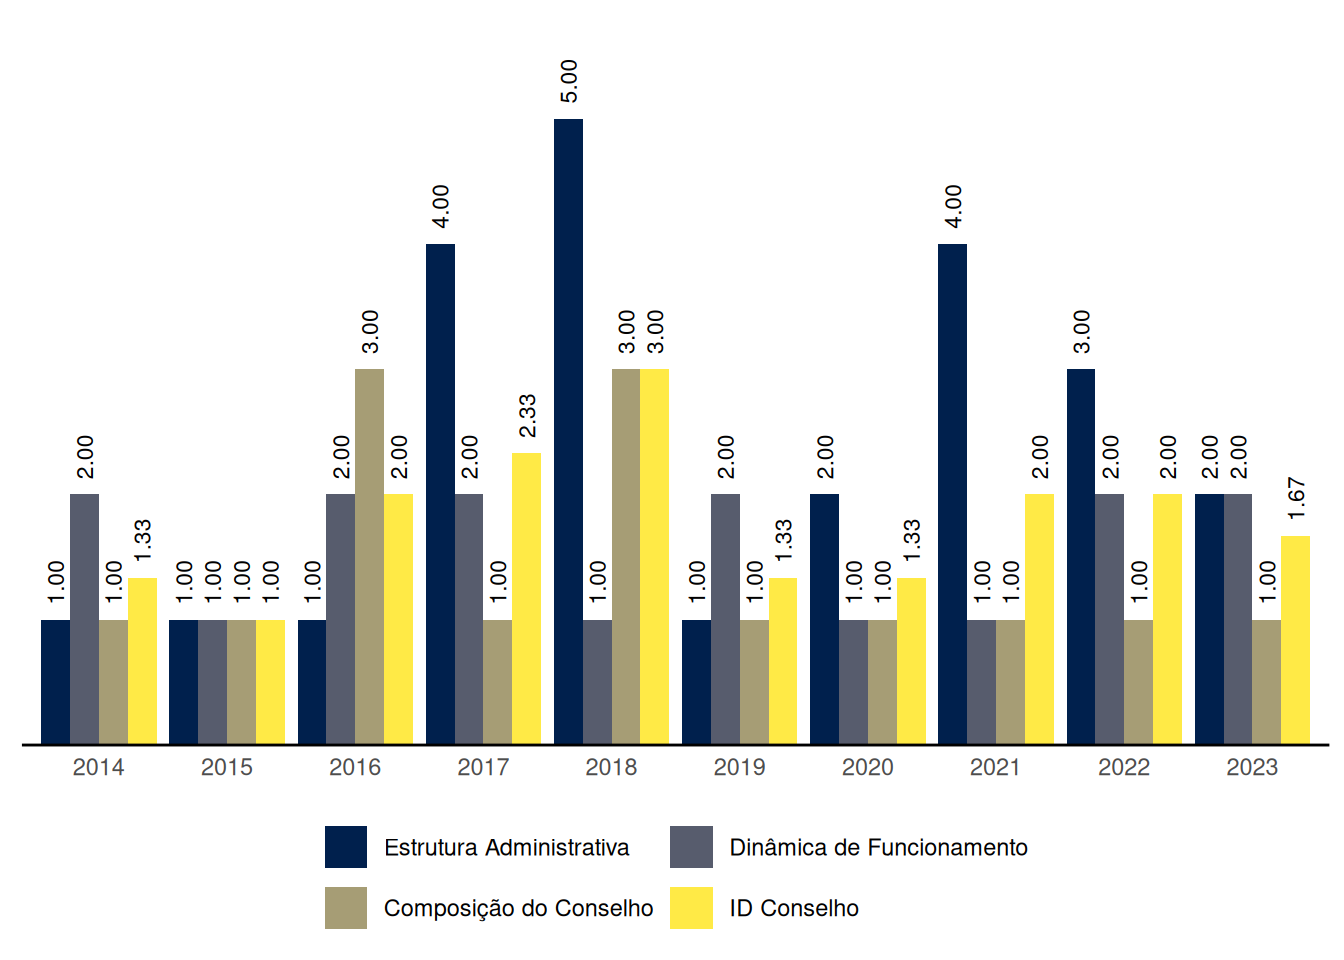 5.00
4.00 4.00
3.00 3.00 3.00 3.00
2.33
2.00 2.00 2.00 2.00 2.00 2.00 2.00 2.00 2.00 2.00 2.00
1.67
1.33 1.33 1.33
1.00 1.00 1.00 1.00 1.00 1.00 1.00 1.00 1.00 1.00 1.00 1.00 1.00 1.00 1.00 1.00 1.00
2014 2015 2016 2017 2018 2019 2020 2021 2022 2023
Estrutura Administrativa Dinâmica de Funcionamento
Composição do Conselho ID Conselho